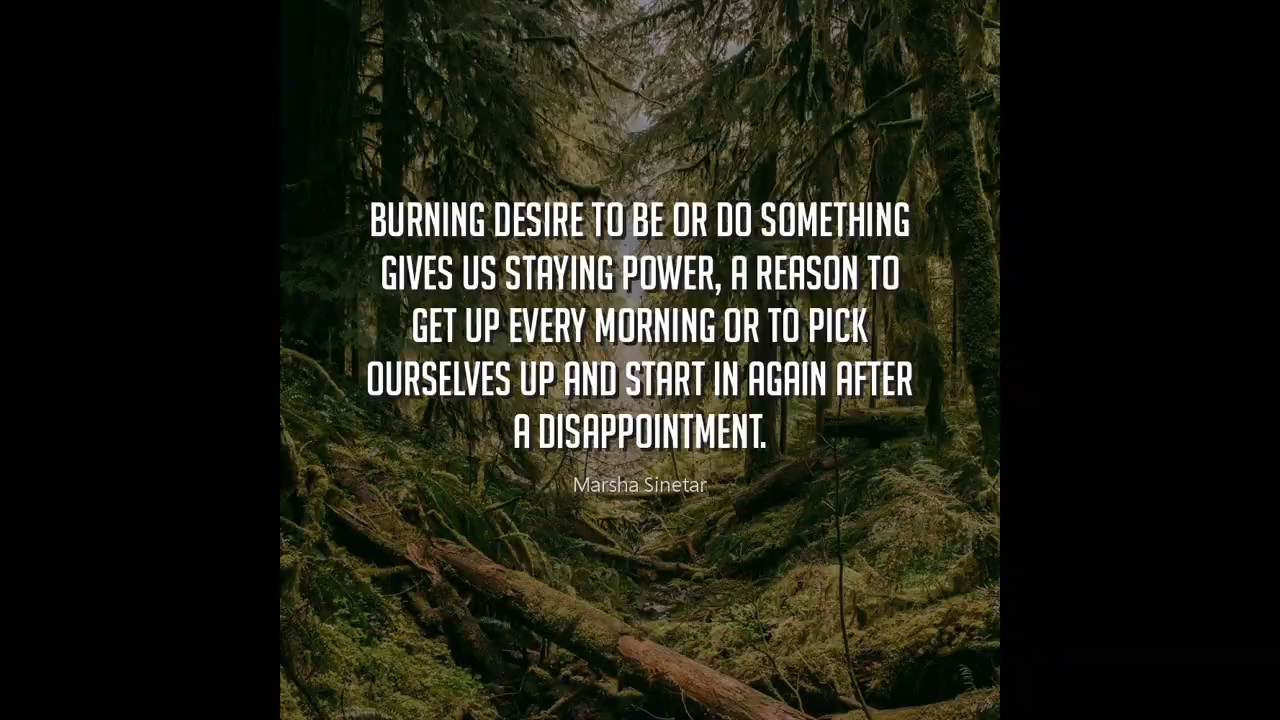 BURNING DESIRE TO BE OR DO SOMETHING
GIVES US STAYING POWER, A REASON TO
GET UP EVERY MORNING OR TO PICK
OURSELVES UP AND START IN AGAIN AFTER
A DISAPPOINTMENT.
Marsha Sinetar